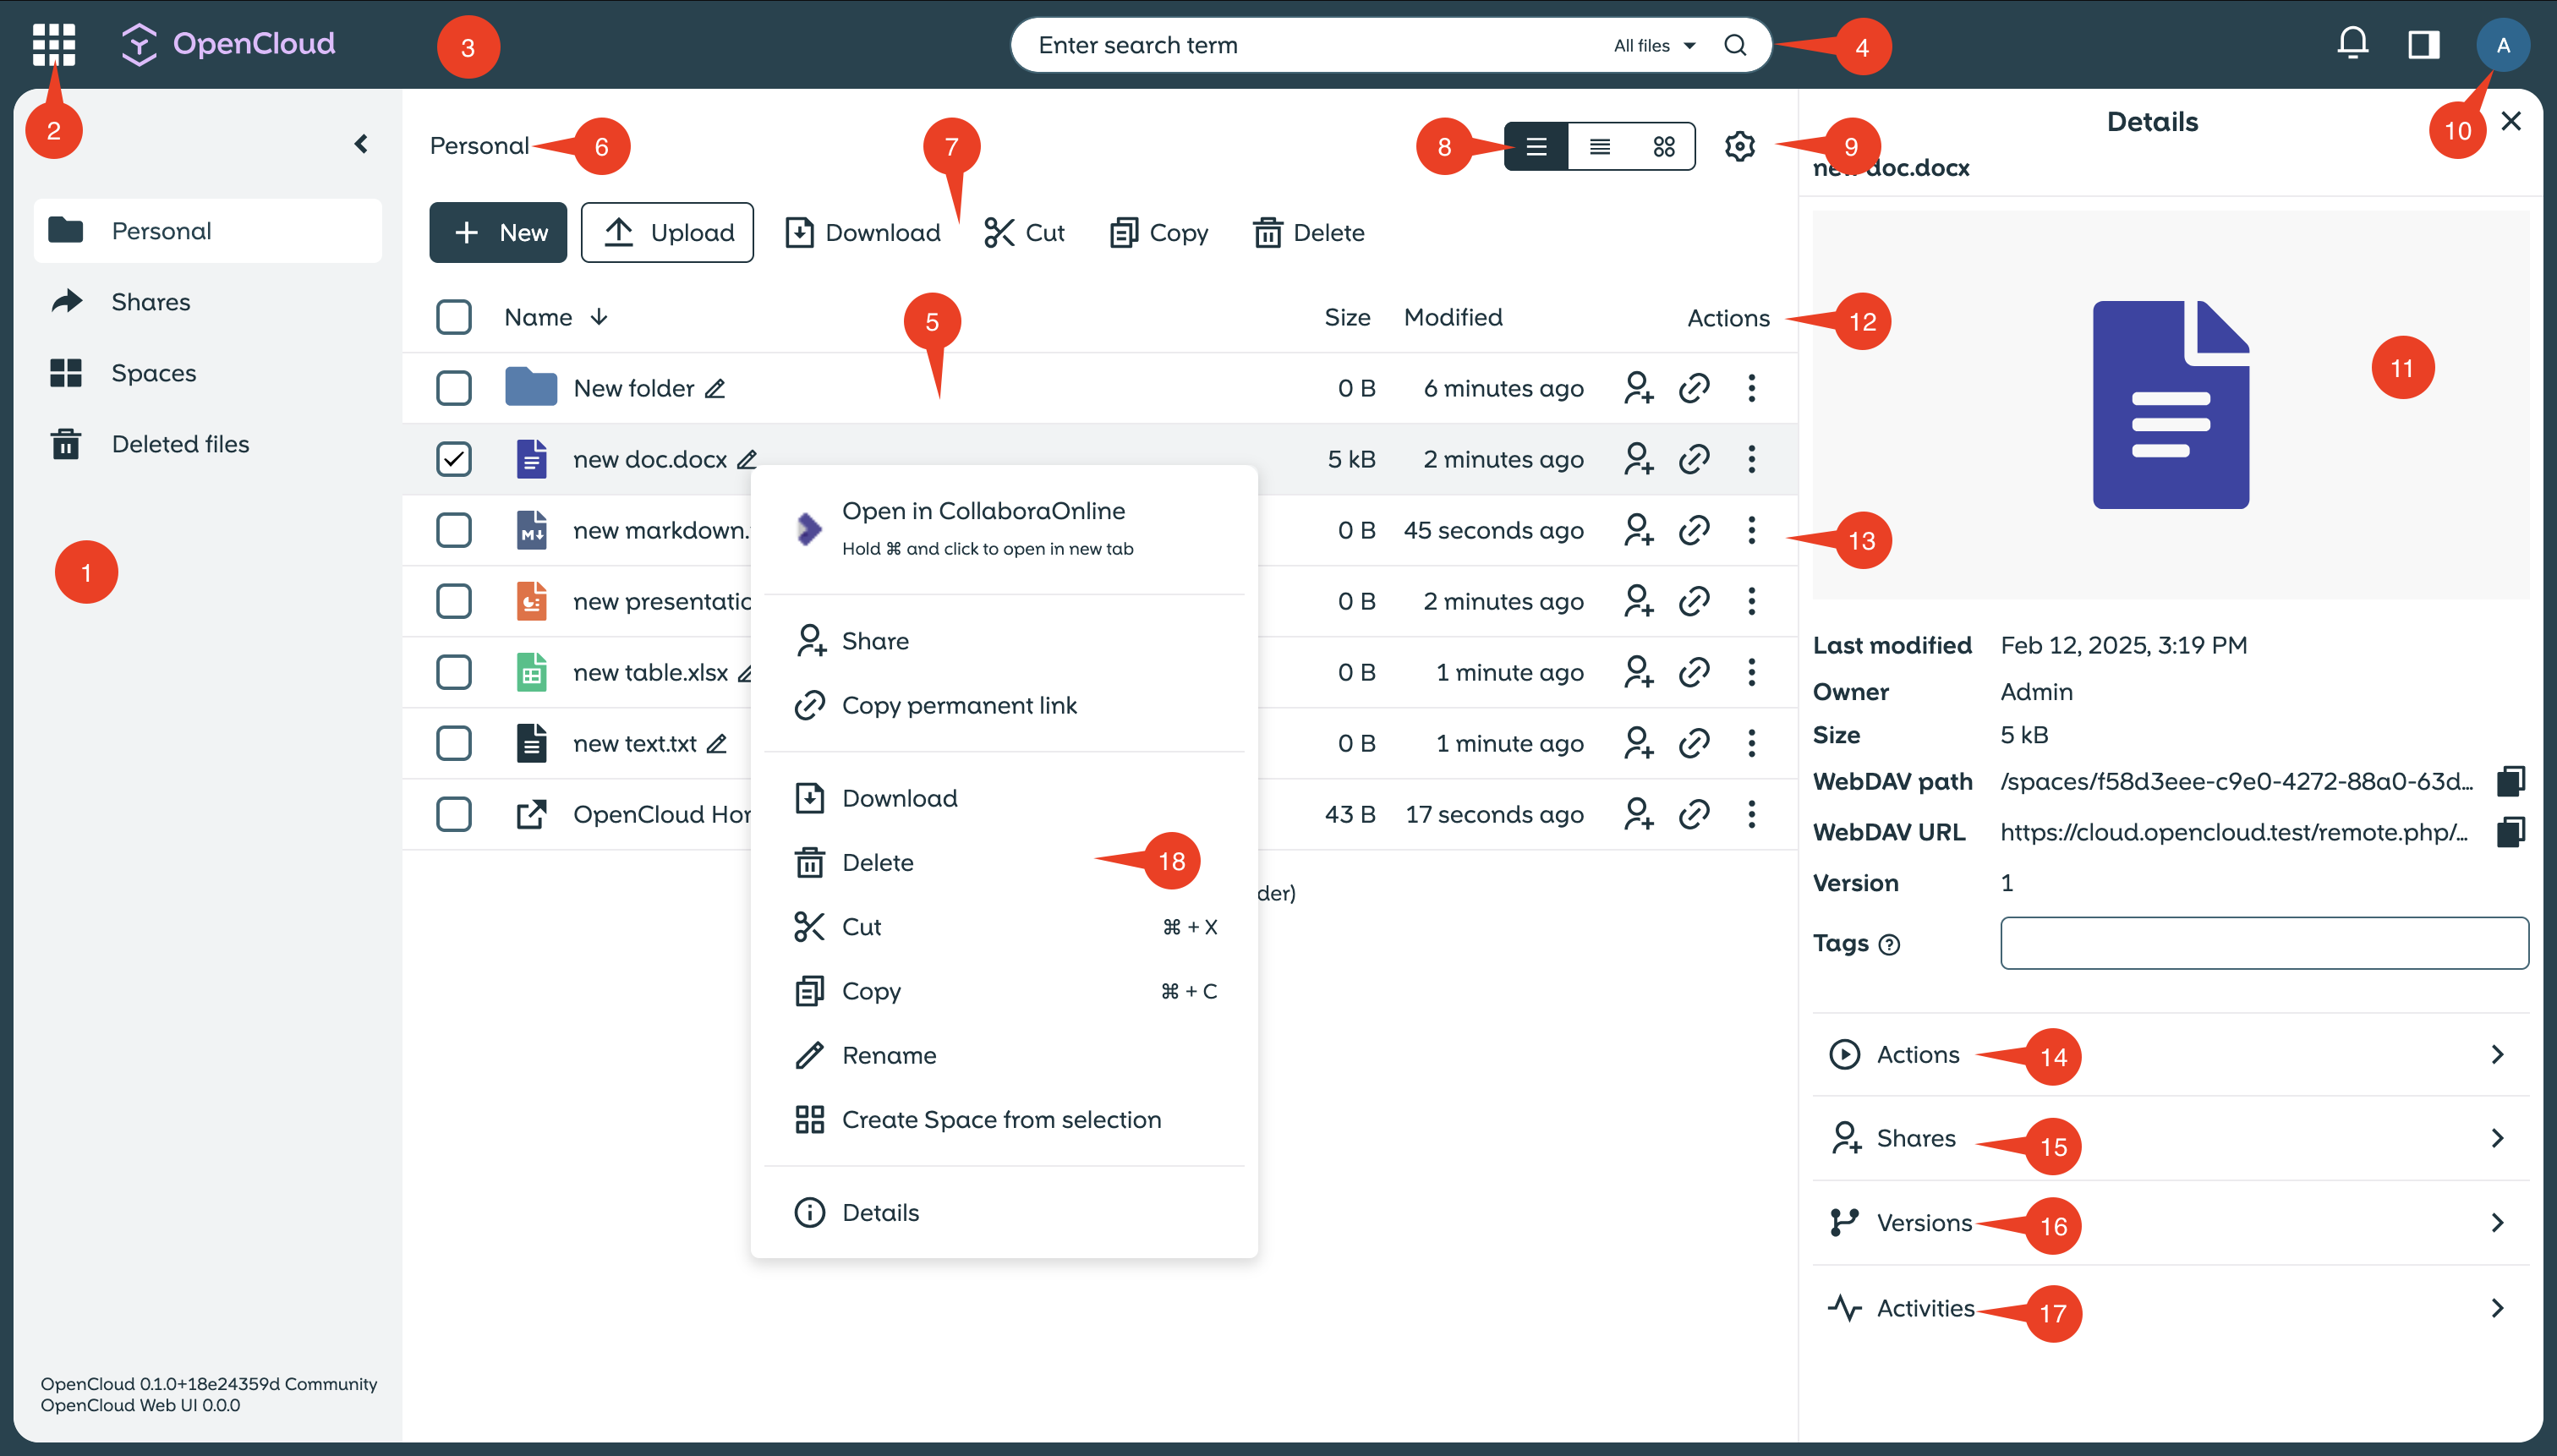 OpenCloud
3
Enter search term
All files
4
A
2
10
Personal
6
7
8
9
Details
new doc.docx
New
Upload
Download
Cut
Copy
Delete
Personal
Shares
Spaces
Deleted files
1
5
Name
Size
Modified
Actions
12
11
New folder
0 B
6 minutes ago
new doc.docx
5 kB
2 minutes ago
new markdown.
0 B
45 seconds ago
13
new presentatio
0 B
2 minutes ago
new table.xlsx
0 B
1 minute ago
new text.txt
0 B
1 minute ago
OpenCloud Hor
43 B
17 seconds ago
der)
Open in CollaboraOnline
Hold ⌘ and click to open in new tab
Share
Copy permanent link
Download
Delete
18
Cut
⌘ + X
Copy
⌘ + C
Rename
Create Space from selection
Details
Last modified
Feb 12, 2025, 3:19 PM
Owner
Admin
Size
5 kB
WebDAV path
/spaces/f58d3eee-c9e0-4272-88a0-63d...
WebDAV URL
https://cloud.opencloud.test/remote.php/...
Version
1
Tags
Actions
14
Shares
15
Versions
16
Activities
17
OpenCloud 0.1.0+18e24359d Community
OpenCloud Web UI 0.0.0